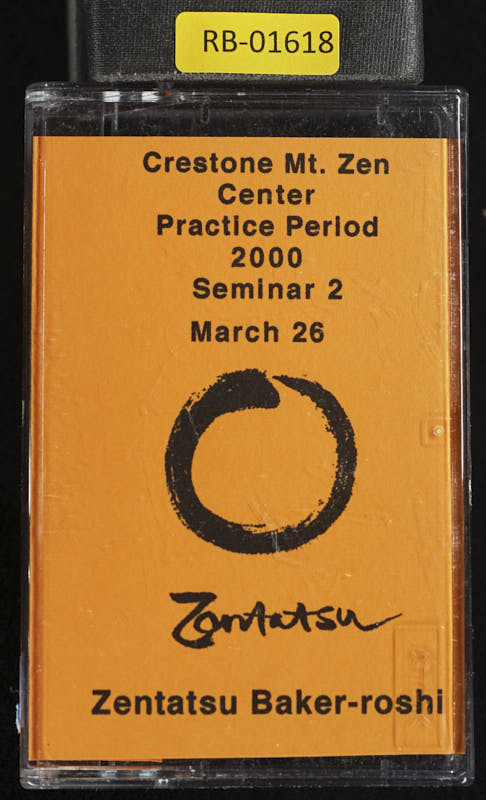 RB-01618
Crestone Mt. Zen
Center
Practice Period
2000
Seminar 2
March 26
Zentatsu
Zentatsu Baker-roshi